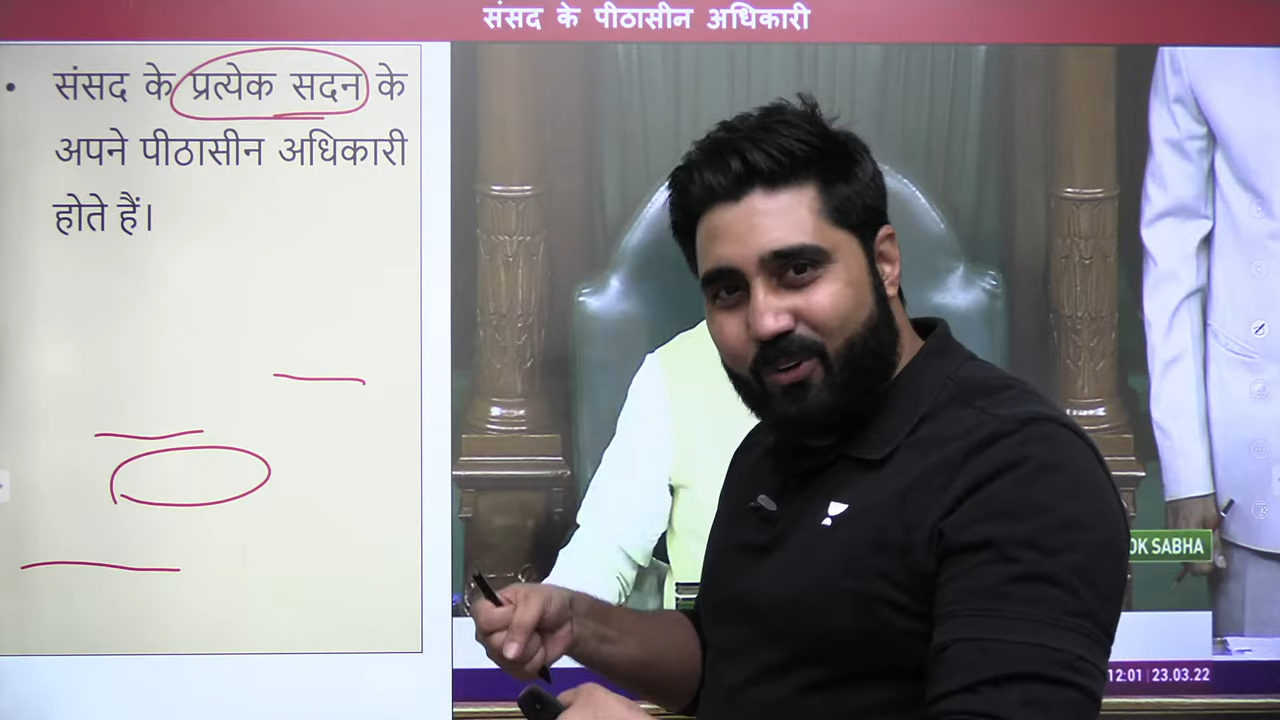 संसद के पीठासीन अधिकारी
• संसद के प्रत्येक सदन के
अपने पीठासीन अधिकारी
होते हैं।
OK SABHA
12:01 23.03.22